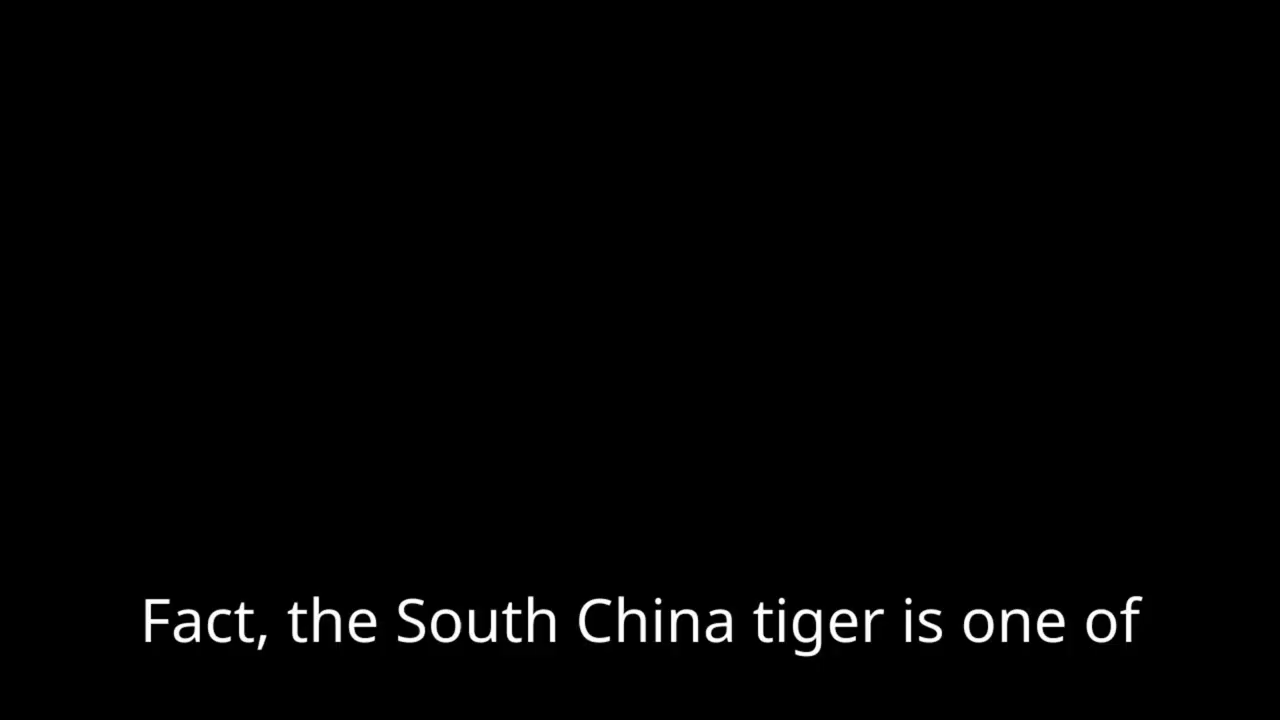 Fact, the South China tiger is one of